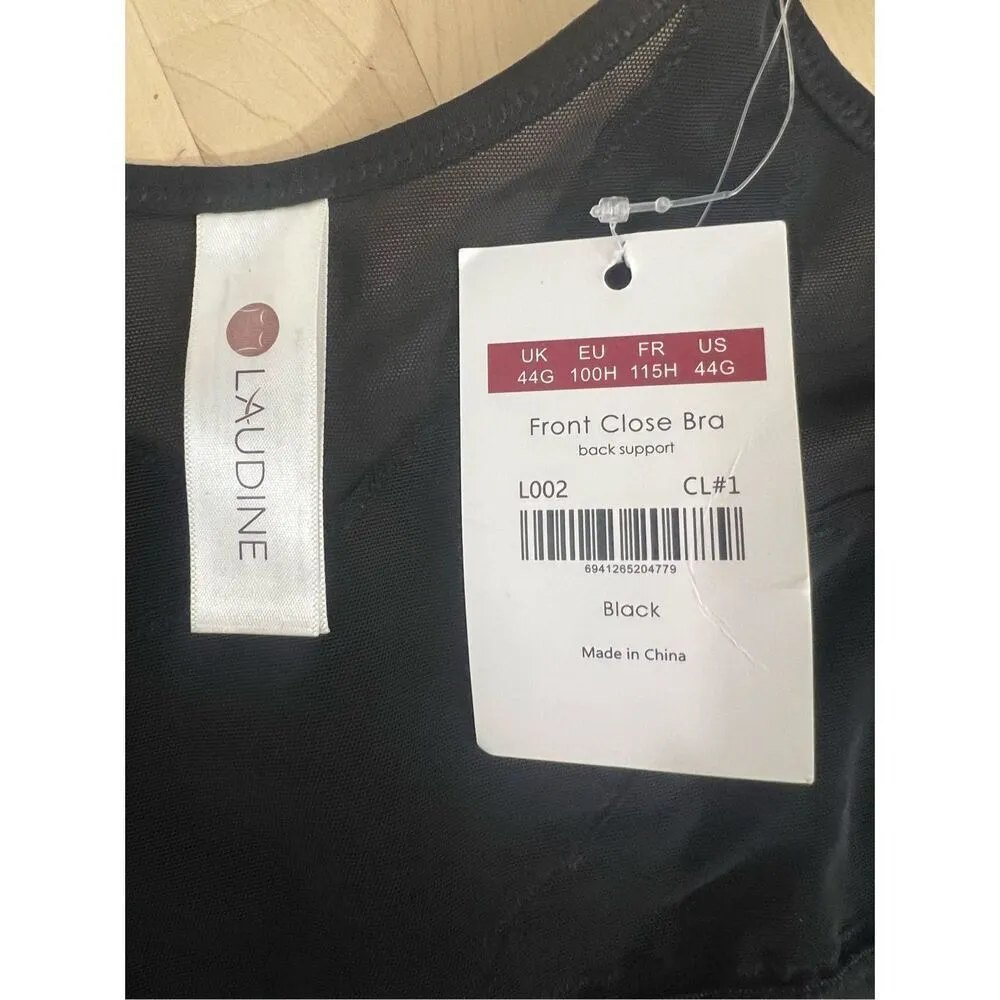 LAUDINE
UK EU FR US
44G 100H 115H 44G
Front Close Bra
back support
L002 CL#1
6941265204779
Black
Made in China